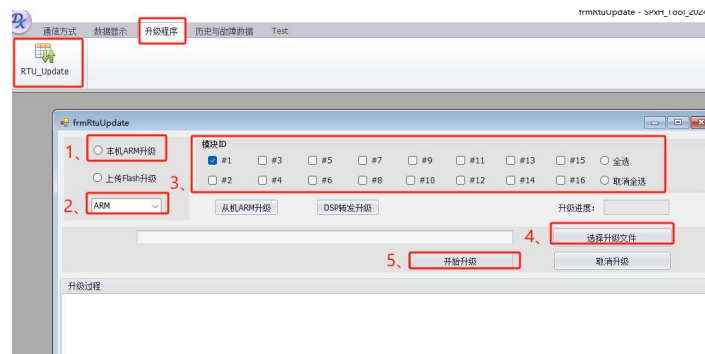 frmRtuUpdate - SPxH_Tool_2024
通信方式 数据显示 升级程序 历史与故障数据 Test
RTU_Update
frmRtuUpdate
1、 本机ARM升级
上传Flash升级
2、 ARM
3、 模块ID
#1 #3 #5 #7 #9 #11 #13 #15 全选
#2 #4 #6 #8 #10 #12 #14 #16 取消全选
从机ARM升级 DSP转发升级 升级进度：
4、 选择升级文件
5、 开始升级 取消升级
升级过程